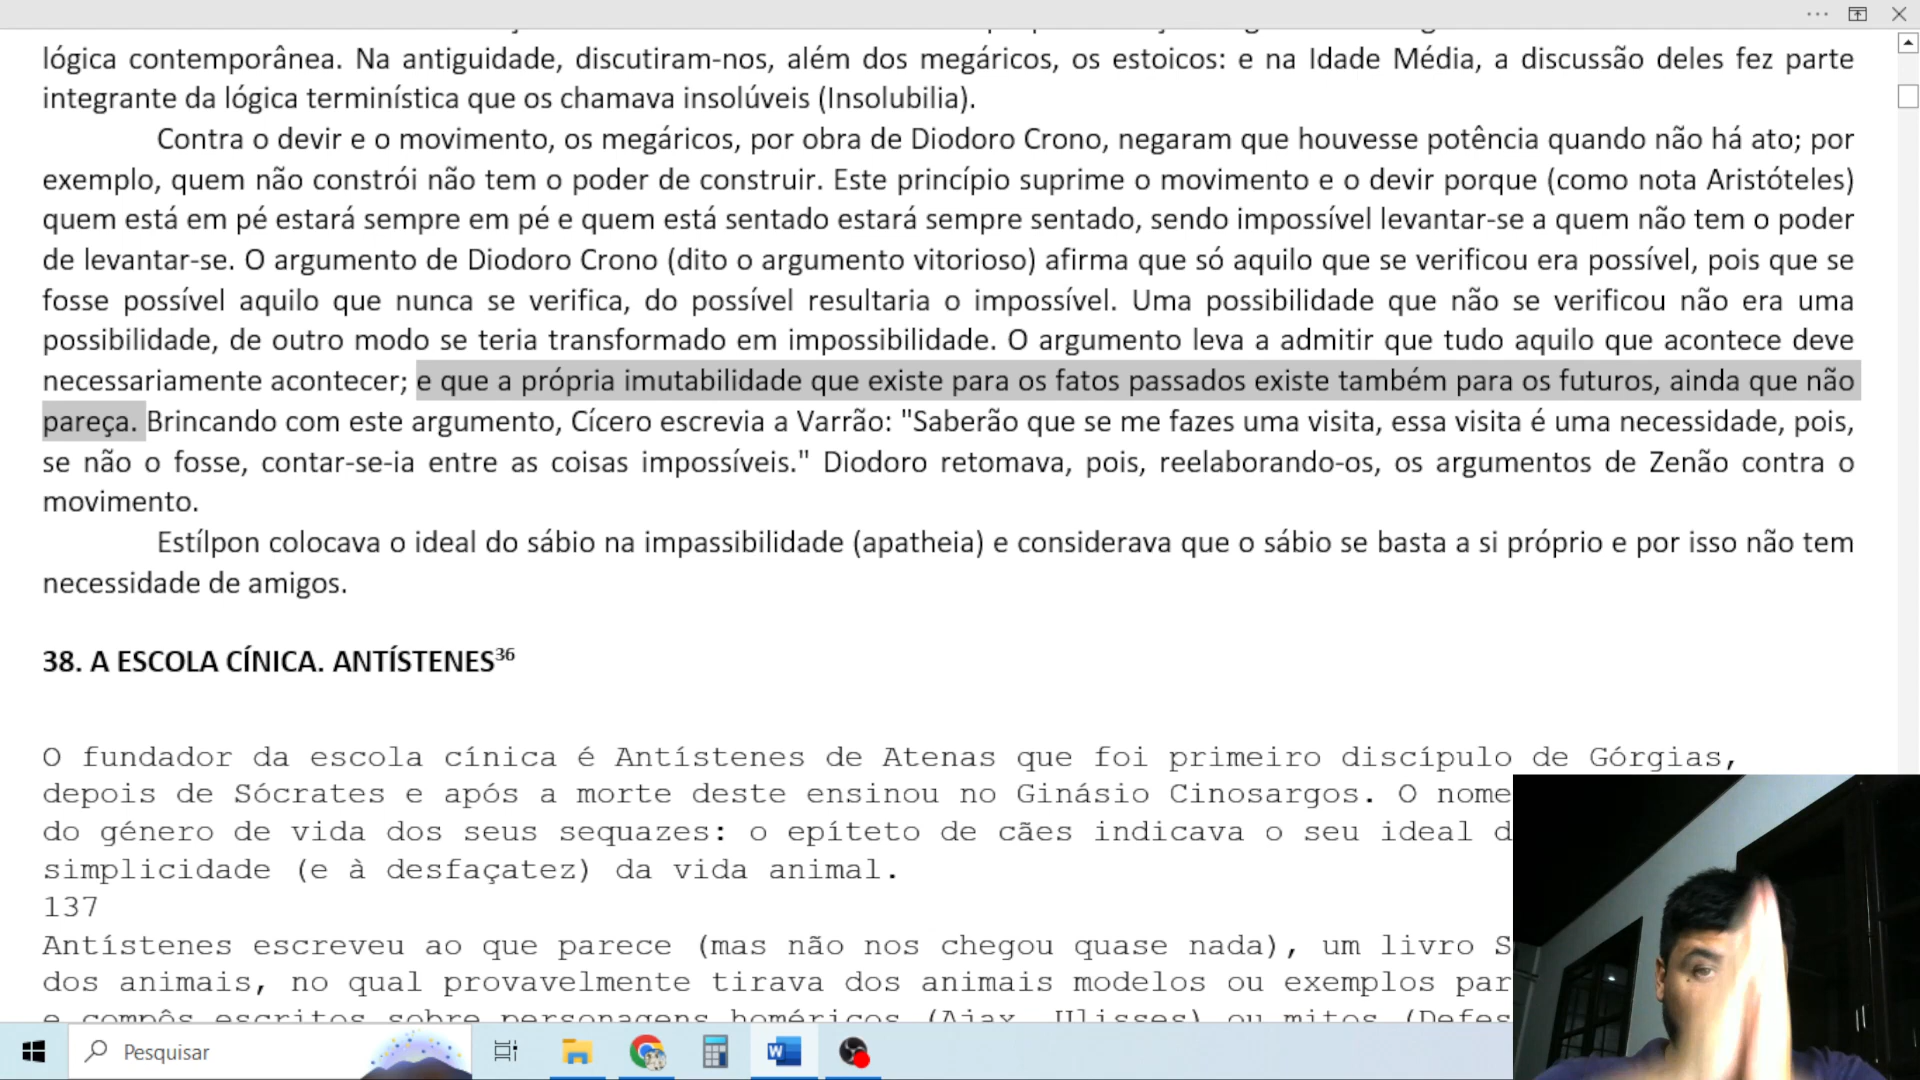 lógica contemporânea. Na antiguidade, discutiram-nos, além dos megáricos, os estoicos: e na Idade Média, a discussão deles fez parte
integrante da lógica terminística que os chamava insolúveis (Insolubilia).
Contra o devir e o movimento, os megáricos, por obra de Diodoro Crono, negaram que houvesse potência quando não há ato; por
exemplo, quem não constrói não tem o poder de construir. Este princípio suprime o movimento e o devir porque (como nota Aristóteles)
quem está em pé estará sempre em pé e quem está sentado estará sempre sentado, sendo impossível levantar-se a quem não tem o poder
de levantar-se. O argumento de Diodoro Crono (dito o argumento vitorioso) afirma que só aquilo que se verificou era possível, pois que se
fosse possível aquilo que nunca se verifica, do possível resultaria o impossível. Uma possibilidade que não se verificou não era uma
possibilidade, de outro modo se teria transformado em impossibilidade. O argumento leva a admitir que tudo aquilo que acontece deve
necessariamente acontecer; e que a própria imutabilidade que existe para os fatos passados existe também para os futuros, ainda que não
pareça. Brincando com este argumento, Cícero escrevia a Varrão: "Saberão que se me fazes uma visita, essa visita é uma necessidade, pois,
se não o fosse, contar-se-ia entre as coisas impossíveis." Diodoro retomava, pois, reelaborando-os, os argumentos de Zenão contra o
movimento.
Estílpon colocava o ideal do sábio na impassibilidade (apatheia) e considerava que o sábio se basta a si próprio e por isso não tem
necessidade de amigos.
38. A ESCOLA CÍNICA. ANTÍSTENES36
O fundador da escola cínica é Antístenes de Atenas que foi primeiro discípulo de Górgias,
depois de Sócrates e após a morte deste ensinou no Ginásio Cinosargos. O nome
do género de vida dos seus sequazes: o epíteto de cães indicava o seu ideal d
simplicidade (e à desfaçatez) da vida animal.
137
Antístenes escreveu ao que parece (mas não nos chegou quase nada), um livro S
dos animais, no qual provavelmente tirava dos animais modelos ou exemplos par
e compôs escritos sobre personagens homéricos (Ajax, Ulisses) ou mitos (Defes
Pesquisar